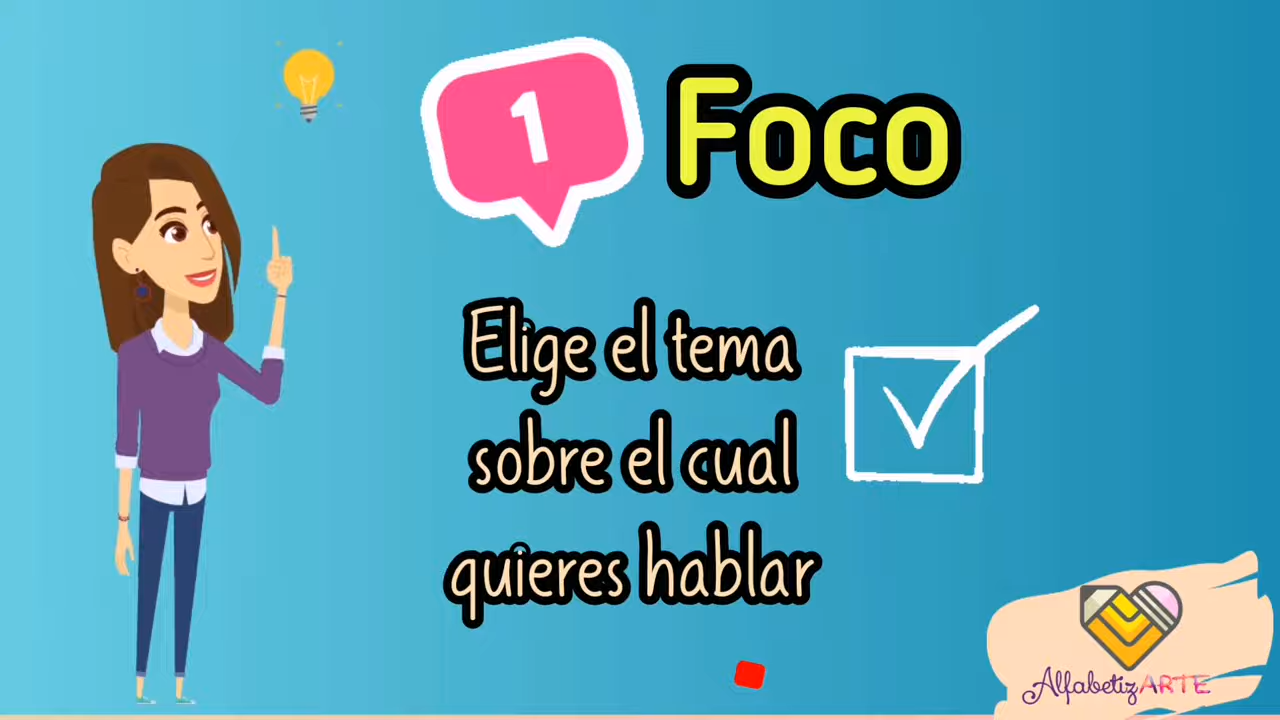 1
Foco
Elige el tema
sobre el cual
quieres hablar
AlfabetizARTE